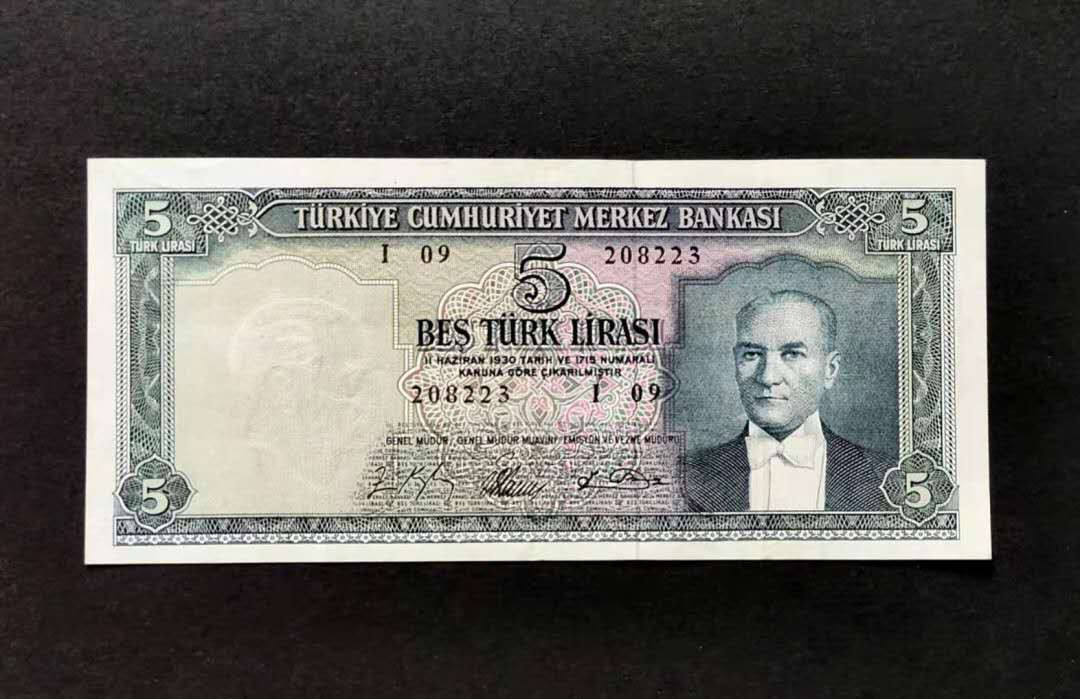 5 TÜRKİYE CUMHURİYET MERKEZ BANKASI 5
TÜRK LİRASI TÜRK LİRASI
I 09 208223
5
BEŞ TÜRK LİRASI
11 HAZİRAN 1930 TARİH VE 1715 NUMARALI
KANUNA GÖRE ÇIKARILMIŞTIR
208223 I 09
GENEL MÜDÜR, GENEL MÜDÜR MUAVİNİ, EMİSYON VE VEZNE MÜDÜRÜ
5 5